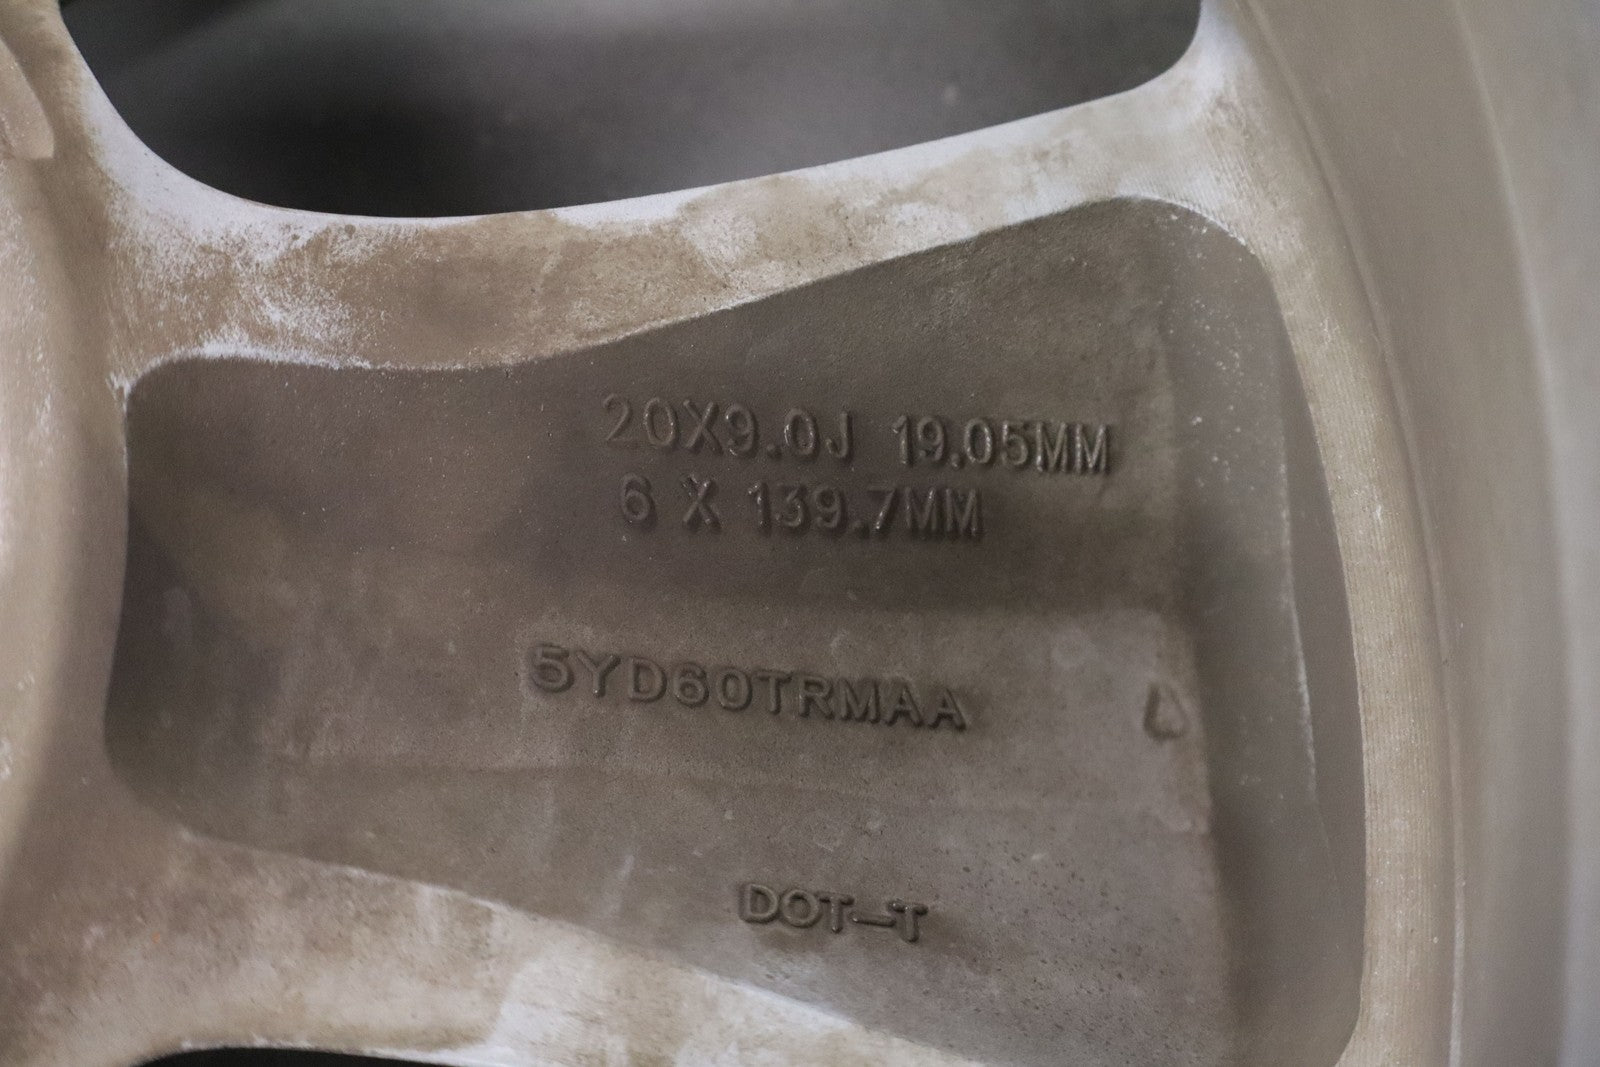 20X9.0J 19.05MM
6 X 139.7MM
5YD60TRMAA
DOT-T